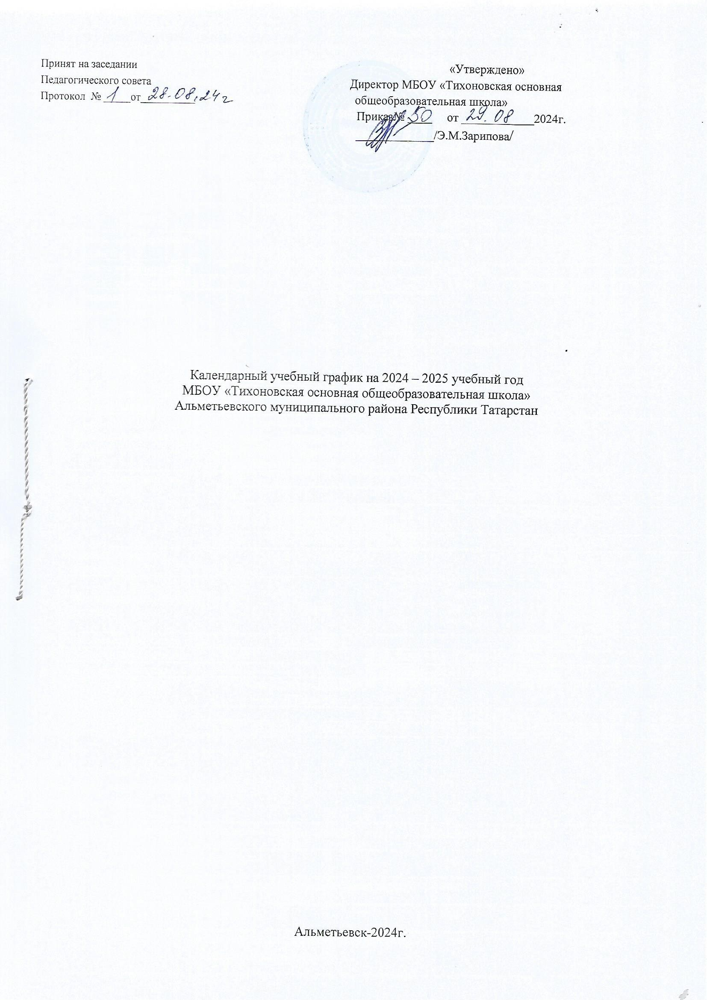 Принят на заседании
Педагогического совета
Протокол № 1 от 28.08.24г
«Утверждено»
Директор МБОУ «Тихоновская основная
общеобразовательная школа»
Приказ№ 50 от 29.08 2024г.
/Э.М.Зарипова/
Календарный учебный график на 2024 – 2025 учебный год
МБОУ «Тихоновская основная общеобразовательная школа»
Альметьевского муниципального района Республики Татарстан
Альметьевск-2024г.